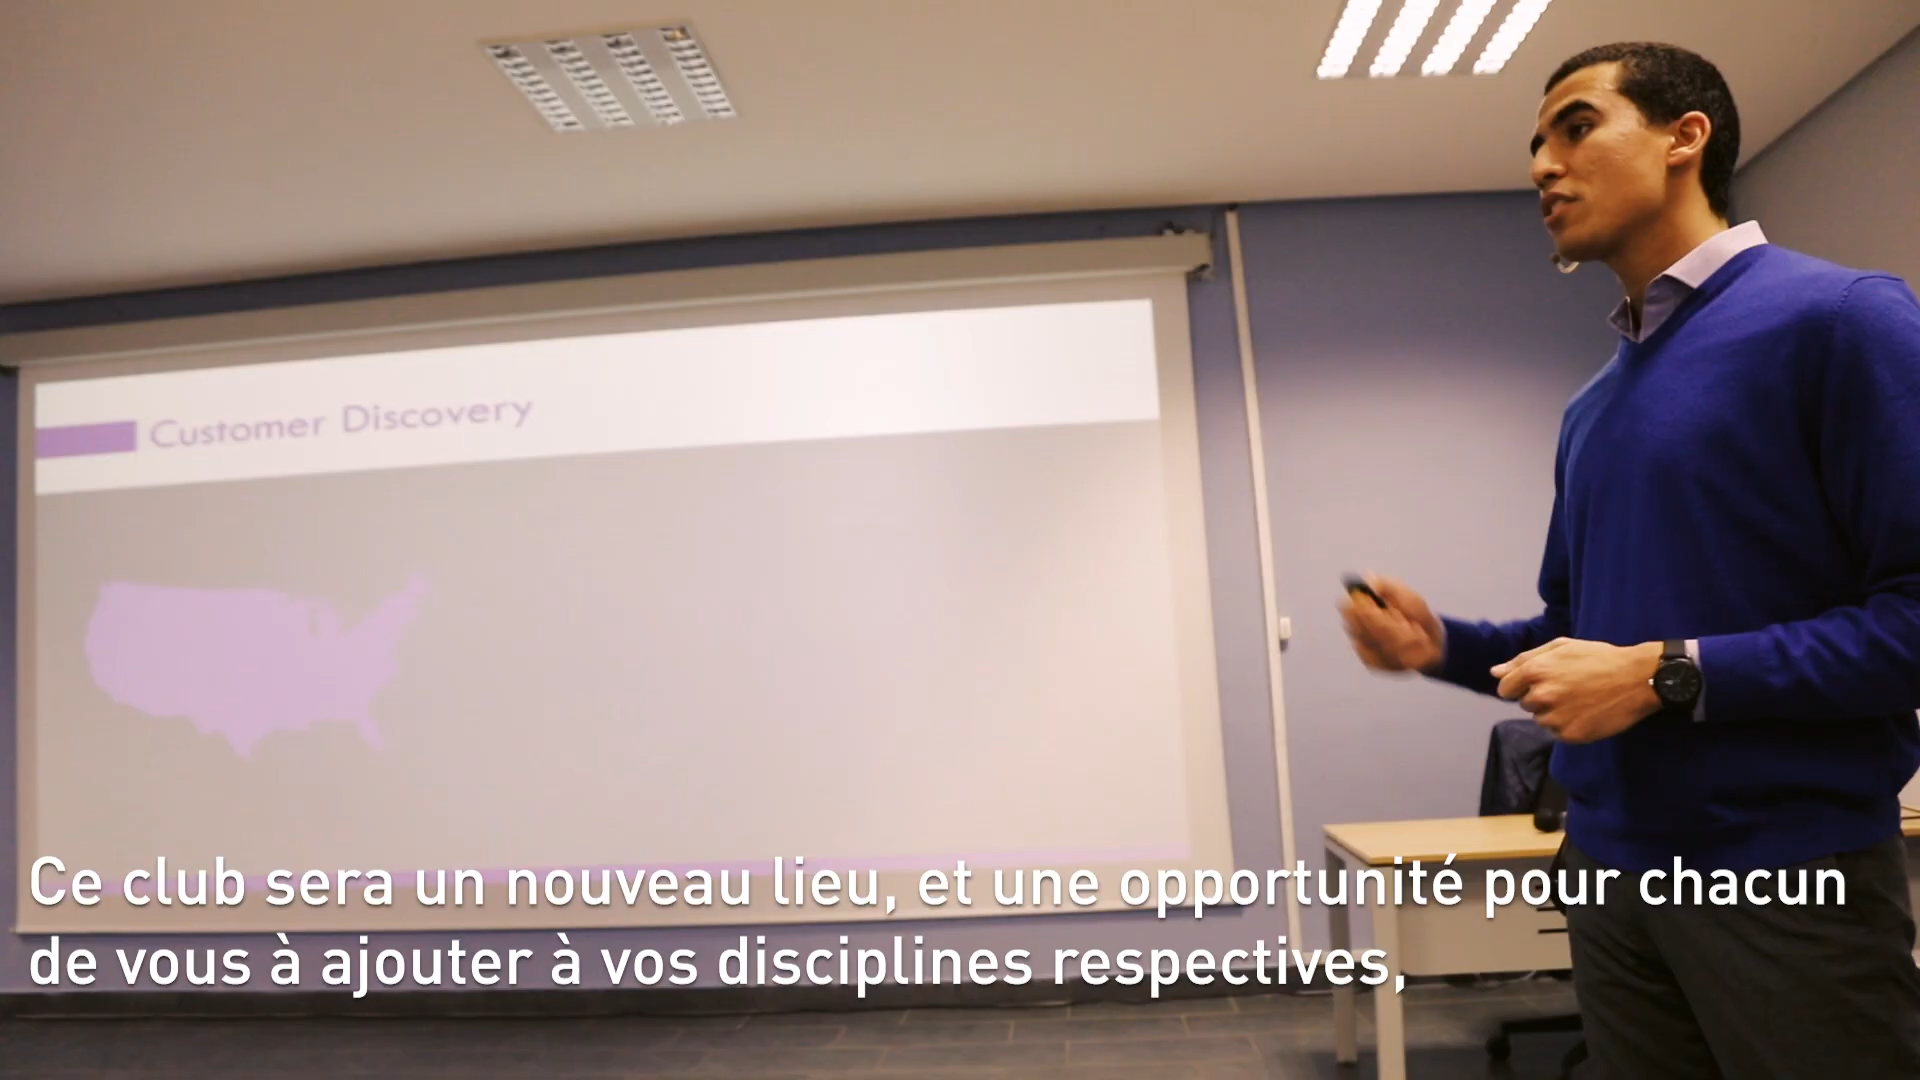 Customer Discovery
Ce club sera un nouveau lieu, et une opportunité pour chacun
de vous à ajouter à vos disciplines respectives,